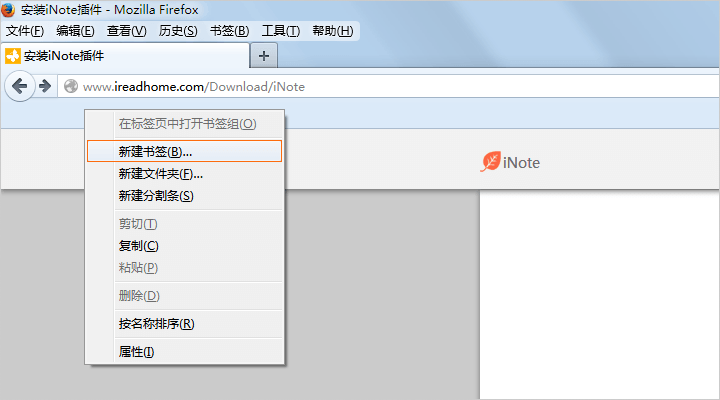 安装iNote插件 - Mozilla Firefox
文件(F) 编辑(E) 查看(V) 历史(S) 书签(B) 工具(T) 帮助(H)
安装iNote插件
www.ireadhome.com/Download/iNote
在标签页中打开书签组(O)
新建书签(B)...
新建文件夹(F)...
新建分割条(S)
剪切(T)
复制(C)
粘贴(P)
删除(D)
按名称排序(R)
属性(I)
iNote